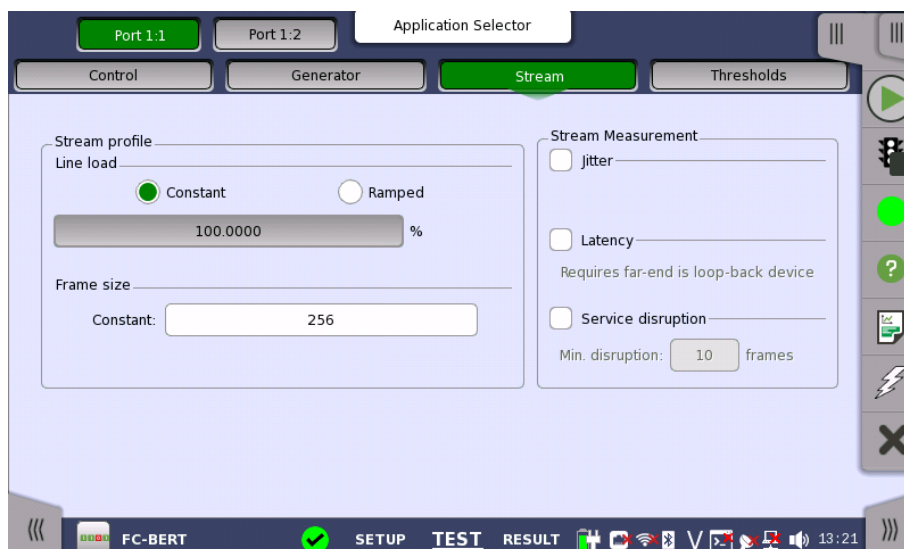 Application Selector
Port 1:1 Port 1:2
Control Generator Stream Thresholds
Stream profile
Line load
Constant Ramped
100.0000 %
Frame size
Constant: 256
Stream Measurement
Jitter
Latency
Requires far-end is loop-back device
Service disruption
Min. disruption: 10 frames
FC-BERT SETUP TEST RESULT 13:21